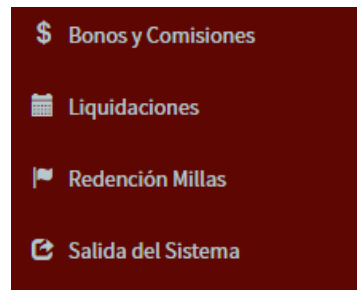 $ Bonos y Comisiones
Liquidaciones
Redención Millas
Salida del Sistema